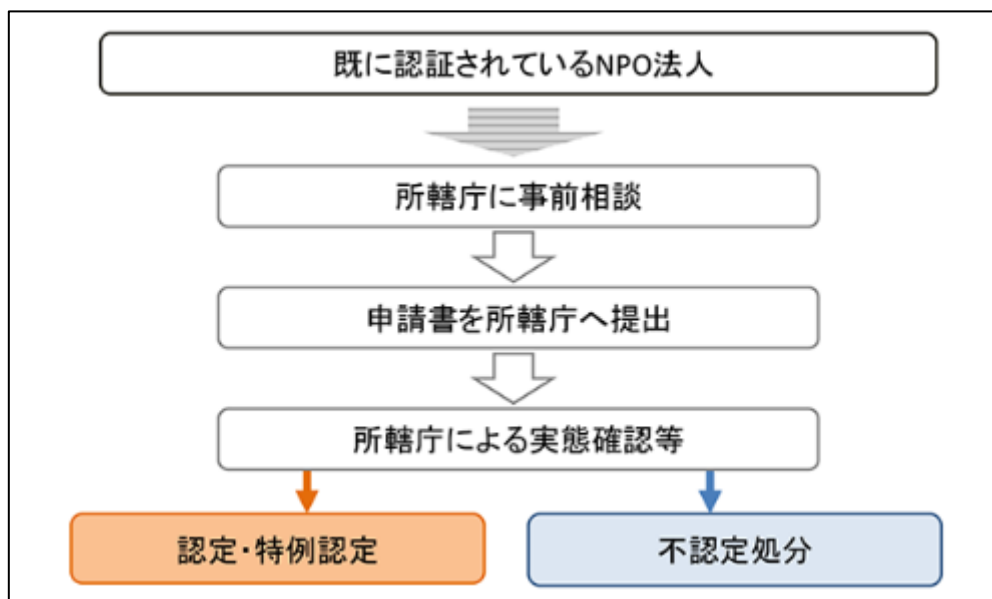 既に認証されているNPO法人
所轄庁に事前相談
申請書を所轄庁へ提出
所轄庁による実態確認等
認定・特例認定
不認定処分